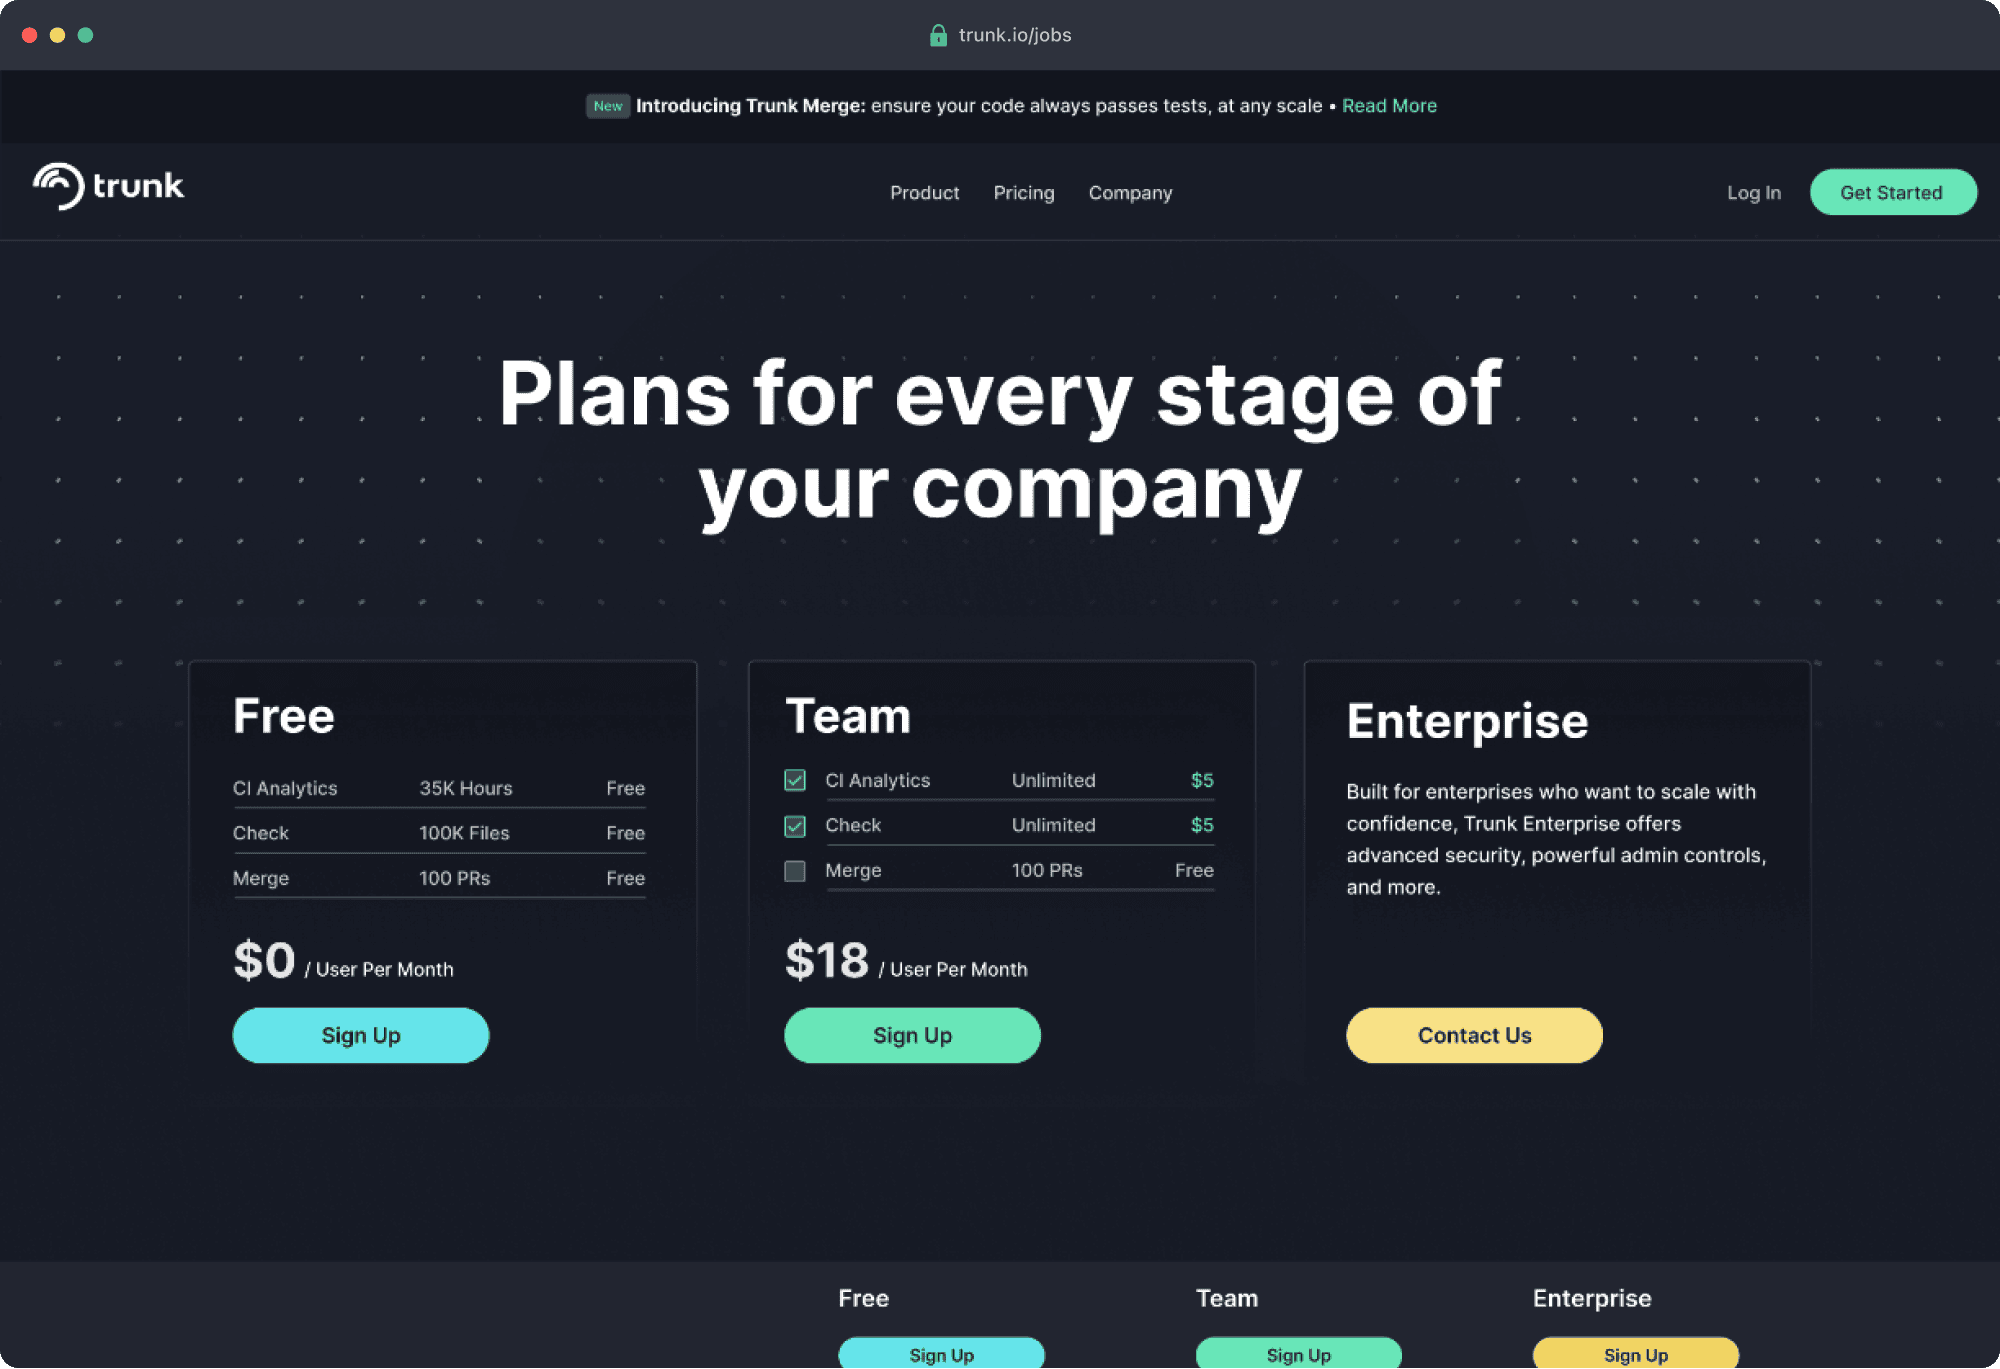 trunk.io/jobs
New Introducing Trunk Merge: ensure your code always passes tests, at any scale • Read More
trunk
Product Pricing Company
Log In Get Started
Plans for every stage of
your company
Free
CI Analytics 35K Hours Free
Check 100K Files Free
Merge 100 PRs Free
$0 / User Per Month
Sign Up
Team
CI Analytics Unlimited $5
Check Unlimited $5
Merge 100 PRs Free
$18 / User Per Month
Sign Up
Enterprise
Built for enterprises who want to scale with
confidence, Trunk Enterprise offers
advanced security, powerful admin controls,
and more.
Contact Us
Free Team Enterprise
Sign Up Sign Up Sign Up